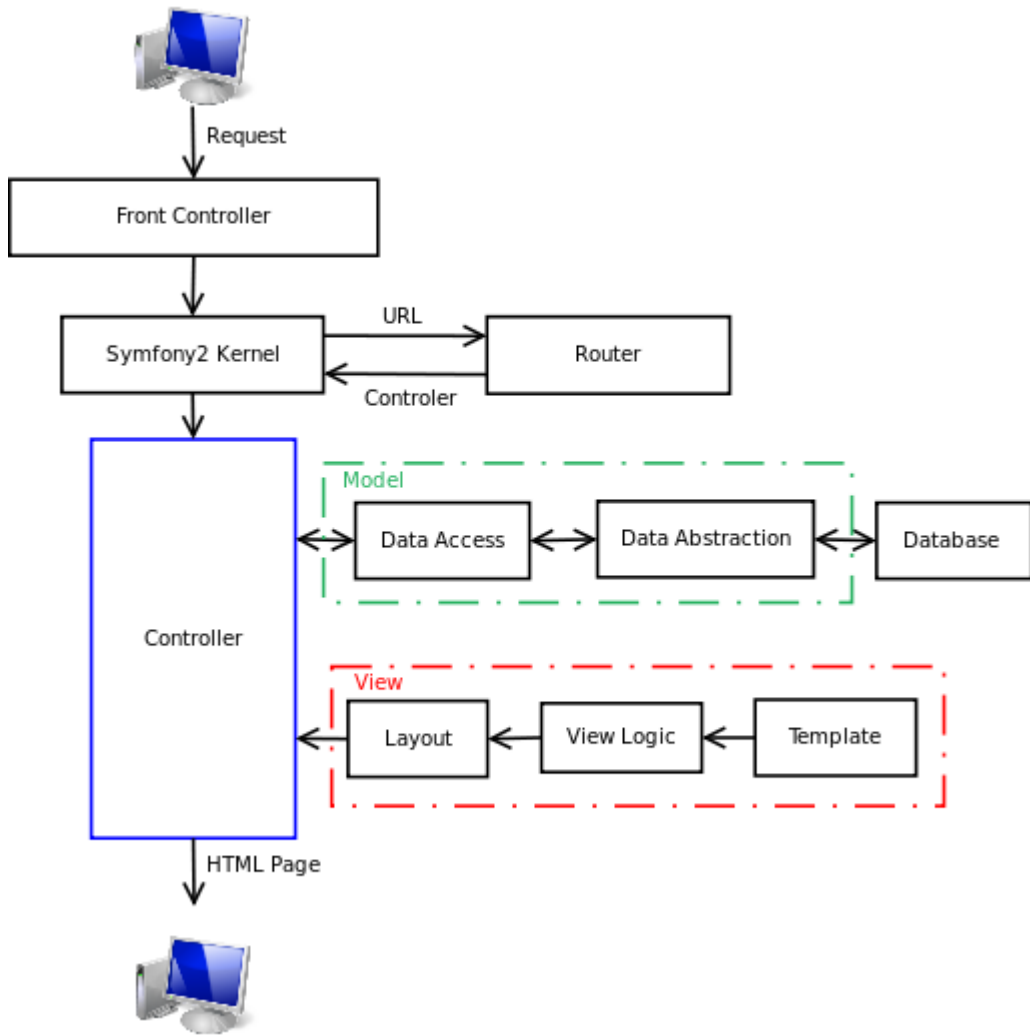 Request
Front Controller
URL
Symfony2 Kernel
Router
Controler
Model
Data Access
Data Abstraction
Database
Controller
View
Layout
View Logic
Template
HTML Page